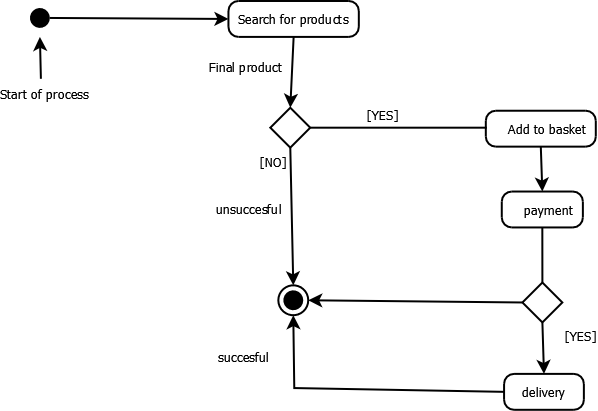 Search for products
Final product
Start of process
[YES]
Add to basket
[NO]
unsuccesful
payment
[YES]
succesful
delivery